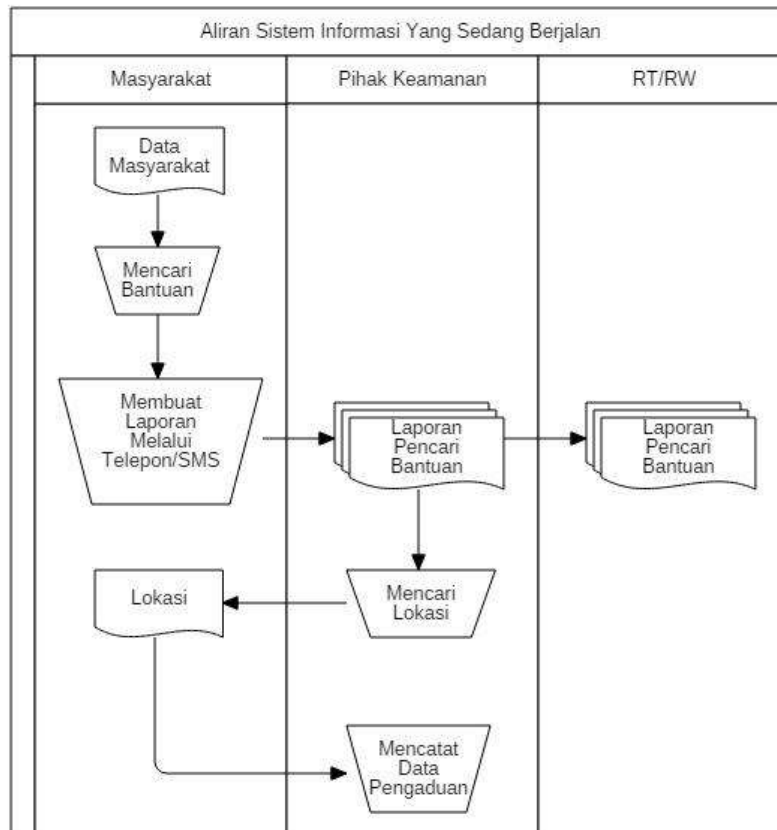 Aliran Sistem Informasi Yang Sedang Berjalan
Masyarakat
Pihak Keamanan
RT/RW
Data
Masyarakat
Mencari
Bantuan
Membuat
Laporan
Melalui
Telepon/SMS
Laporan
Pencari
Bantuan
Laporan
Pencari
Bantuan
Lokasi
Mencari
Lokasi
Mencatat
Data
Pengaduan